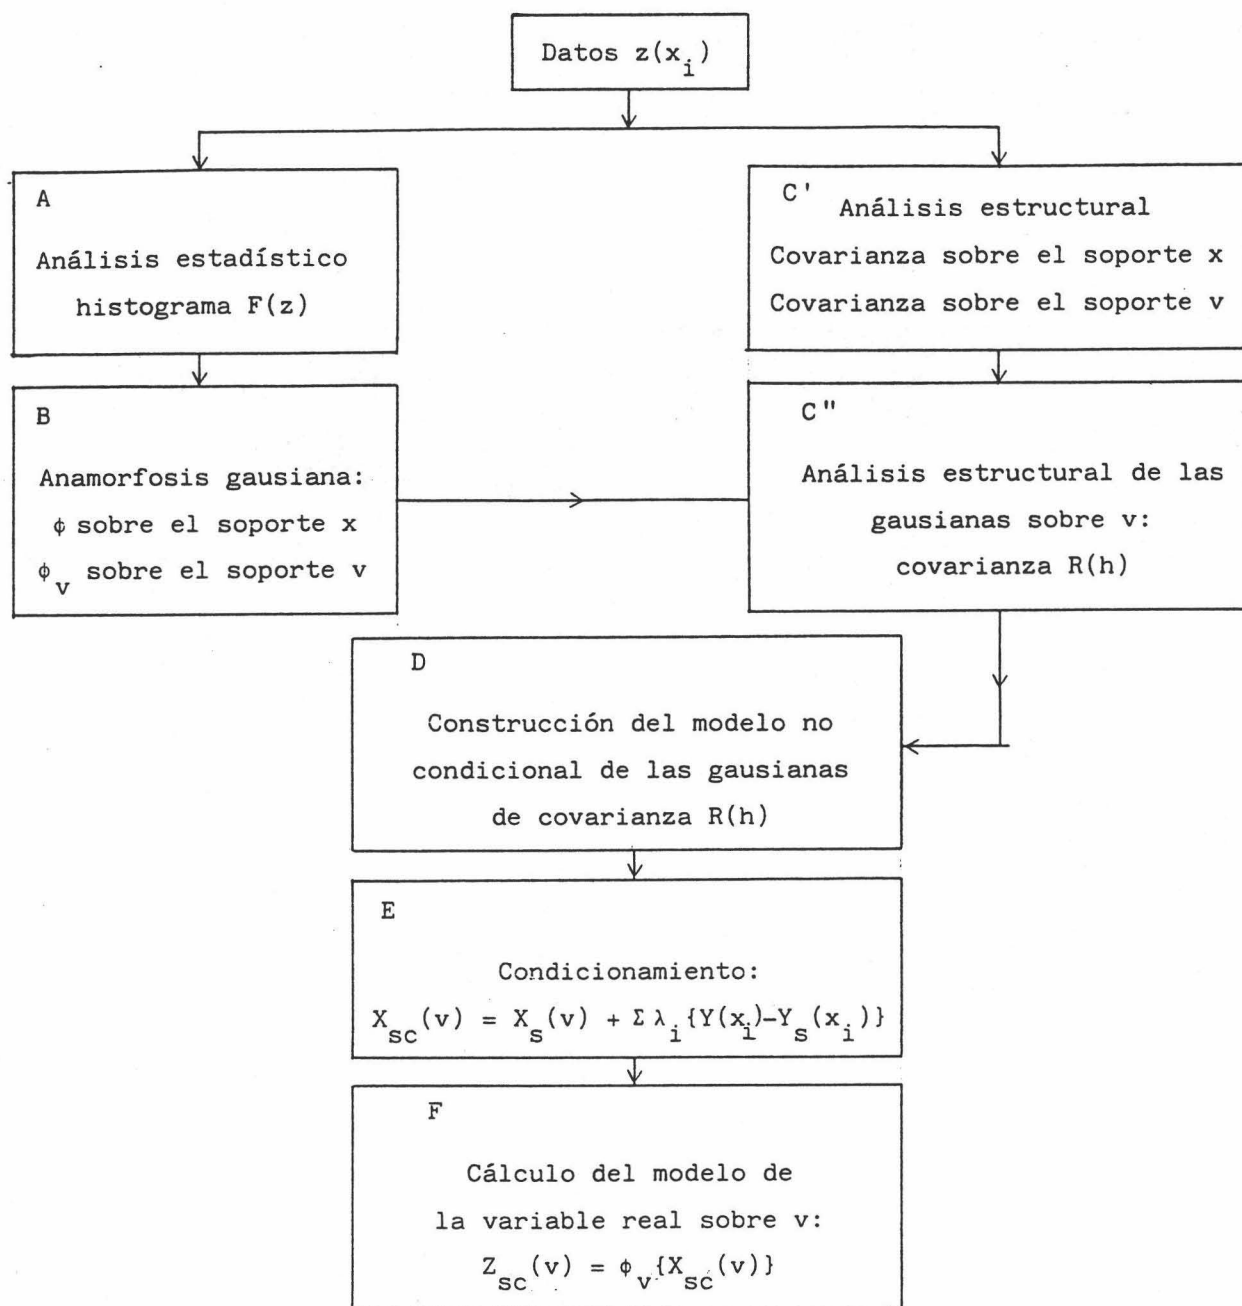 Datos z(x_i)
A
Análisis estadístico
histograma F(z)
C'
Análisis estructural
Covarianza sobre el soporte x
Covarianza sobre el soporte v
B
Anamorfosis gausiana:
ϕ sobre el soporte x
ϕ_v sobre el soporte v
C"
Análisis estructural de las
gausianas sobre v:
covarianza R(h)
D
Construcción del modelo no
condicional de las gausianas
de covarianza R(h)
E
Condicionamiento:
X_sc(v) = X_s(v) + Σ λ_i {Y(x_i)-Y_s(x_i)}
F
Cálculo del modelo de
la variable real sobre v:
Z_sc(v) = ϕ_v{X_sc(v)}